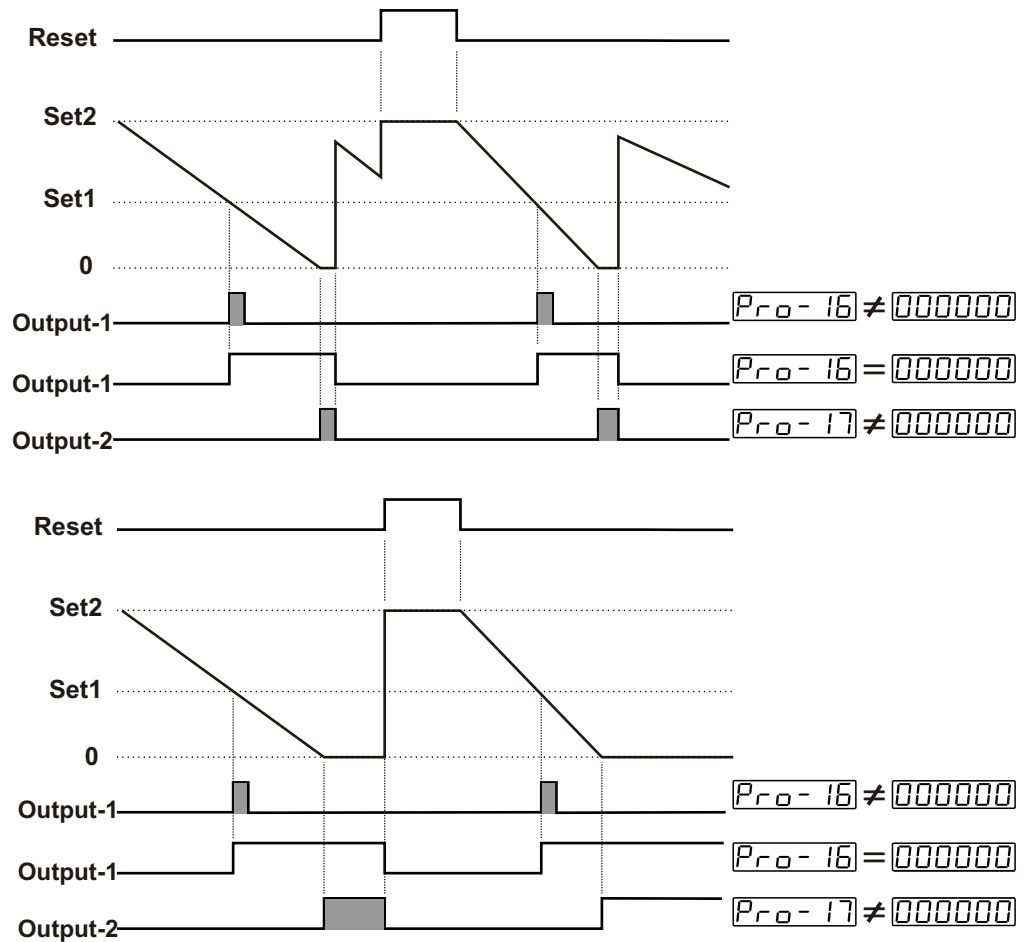 Reset
Set2
Set1
0
Output-1 Pro-16 ≠ 000000
Output-1 Pro-16 = 000000
Output-2 Pro-17 ≠ 000000
Reset
Set2
Set1
0
Output-1 Pro-16 ≠ 000000
Output-1 Pro-16 = 000000
Output-2 Pro-17 ≠ 000000